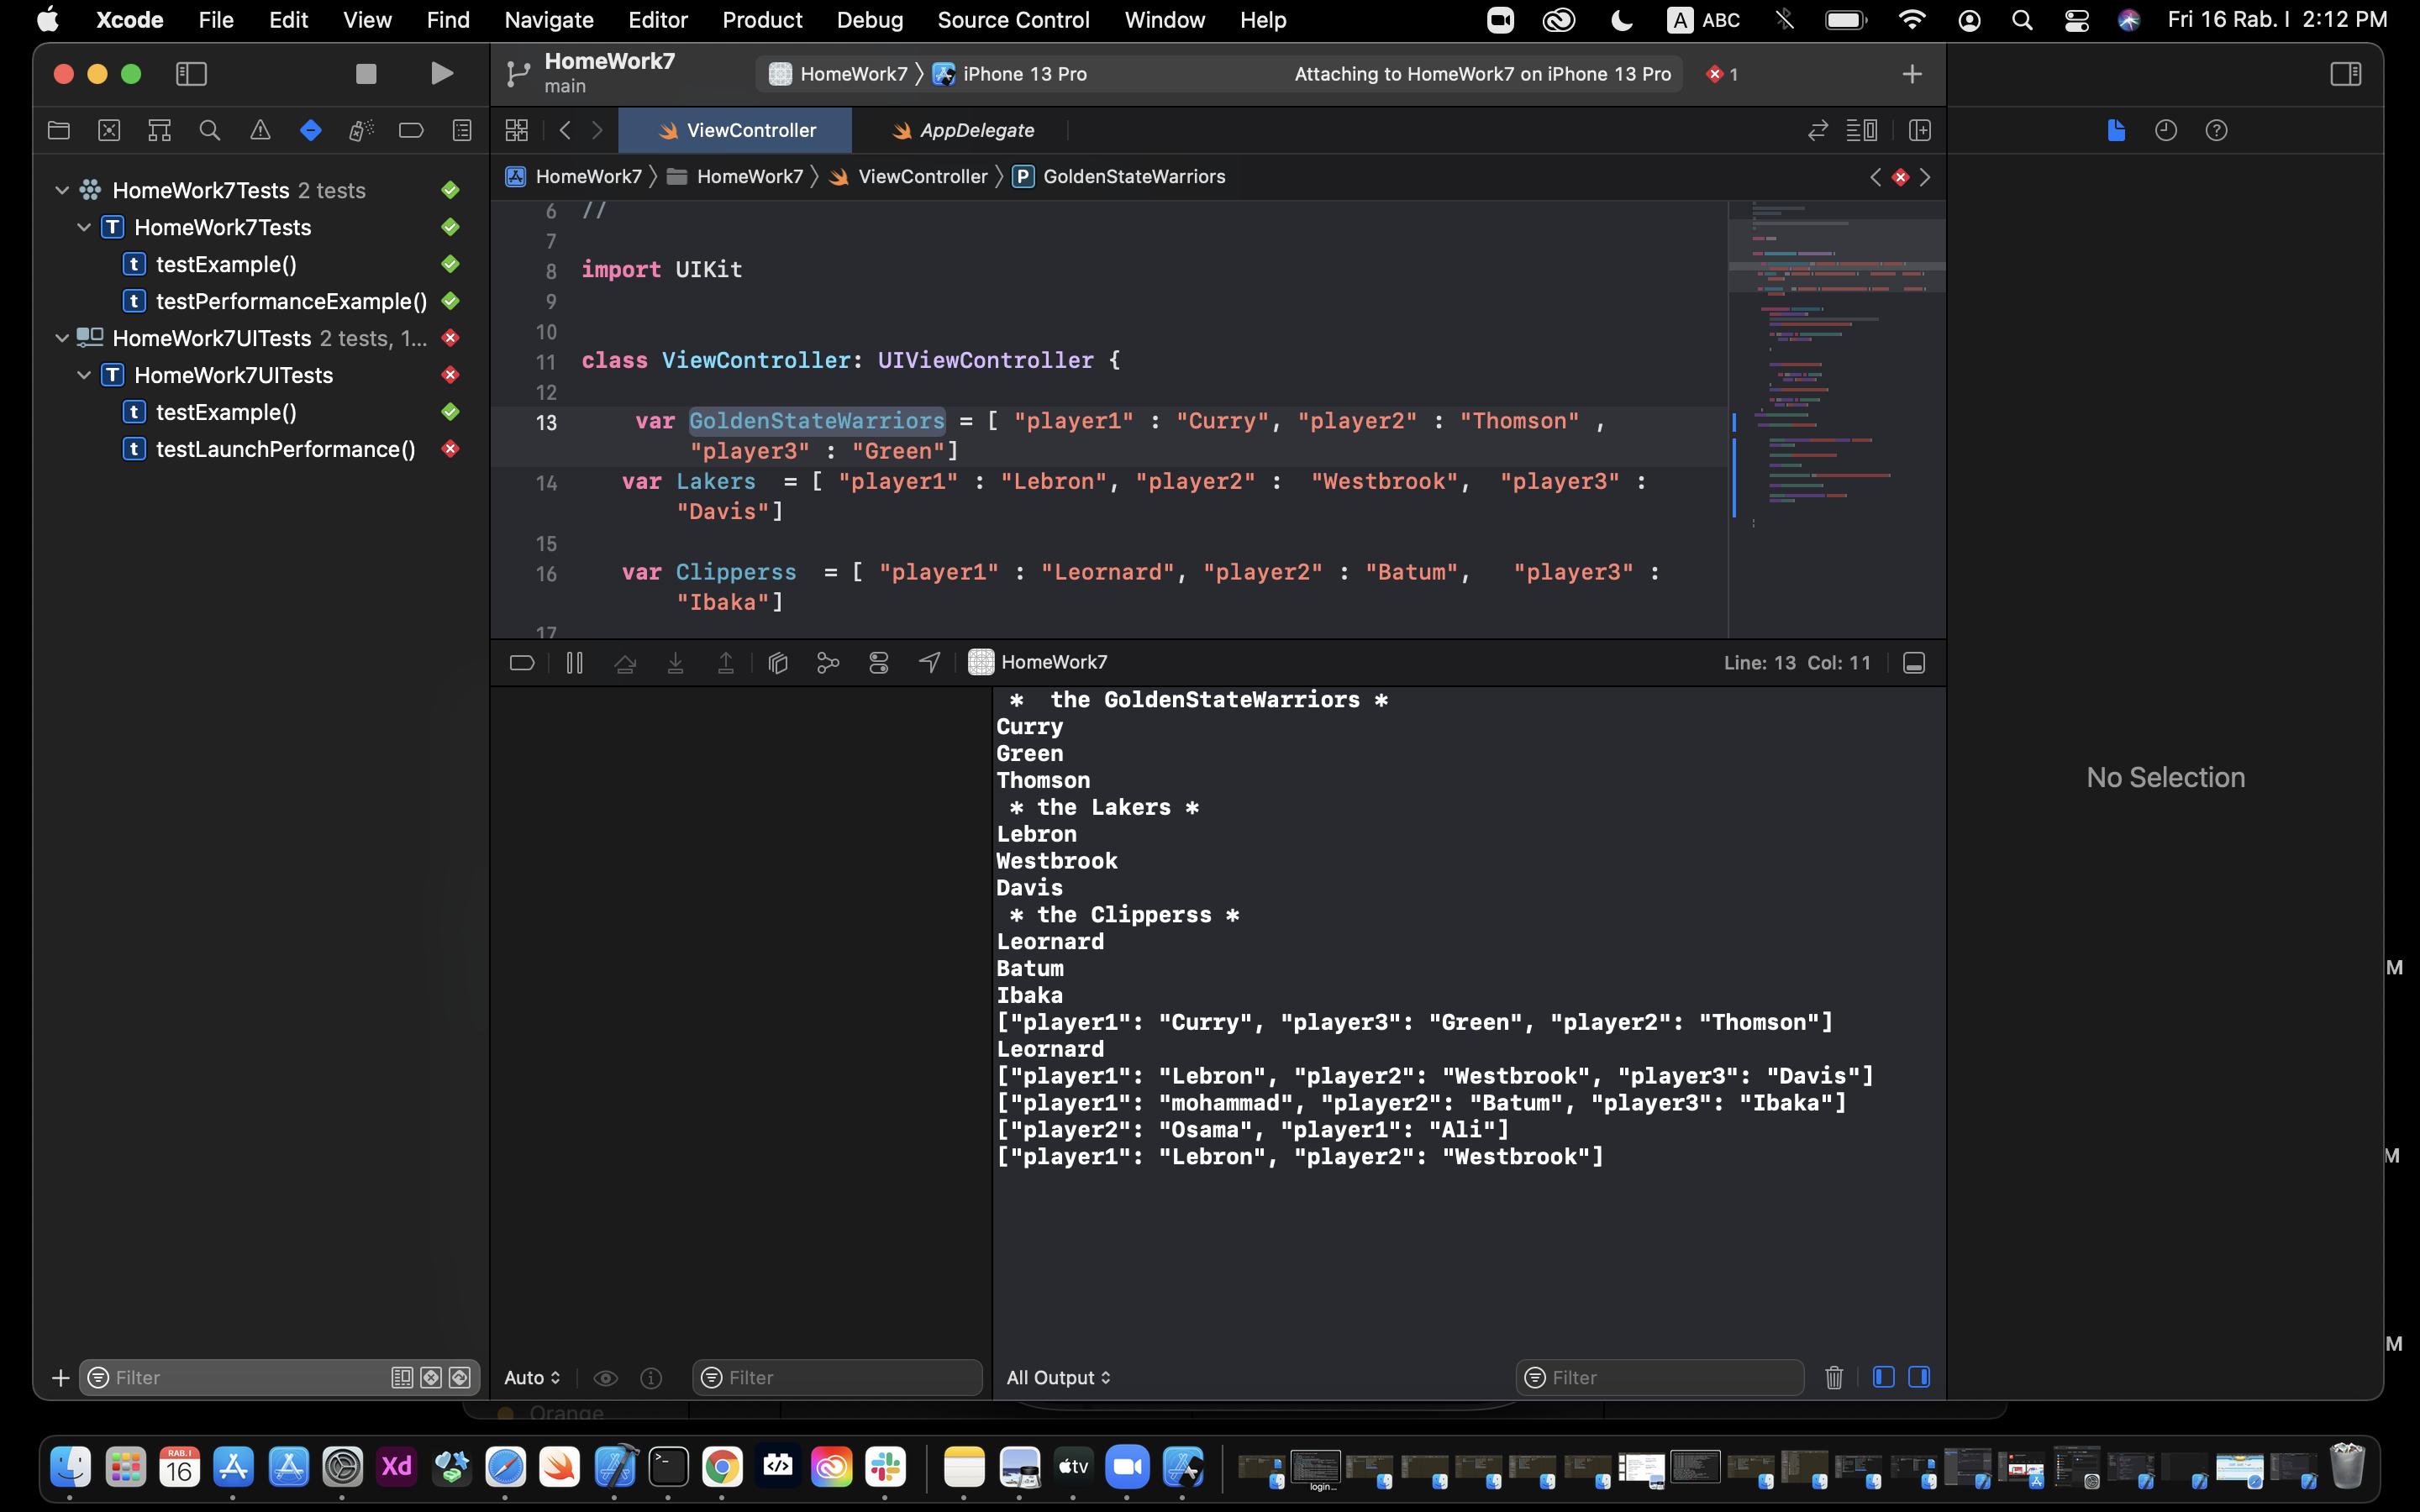 Xcode File Edit View Find Navigate Editor Product Debug Source Control Window Help A ABC Fri 16 Rab. I 2:12 PM
HomeWork7
main
HomeWork7 iPhone 13 Pro Attaching to HomeWork7 on iPhone 13 Pro 1
ViewController AppDelegate
HomeWork7 HomeWork7 ViewController P GoldenStateWarriors
HomeWork7Tests 2 tests
T HomeWork7Tests
t testExample()
t testPerformanceExample()
HomeWork7UITests 2 tests, 1...
T HomeWork7UITests
t testExample()
t testLaunchPerformance()
6 //
7
8 import UIKit
9
10
11 class ViewController: UIViewController {
12
13 var GoldenStateWarriors = [ "player1" : "Curry", "player2" : "Thomson" ,
"player3" : "Green"]
14 var Lakers  = [ "player1" : "Lebron", "player2" :  "Westbrook",  "player3" :
"Davis"]
15
16 var Clipperss  = [ "player1" : "Leornard", "player2" : "Batum",   "player3" :
"Ibaka"]
17
HomeWork7 Line: 13 Col: 11
* the GoldenStateWarriors *
Curry
Green
Thomson
* the Lakers *
Lebron
Westbrook
Davis
* the Clipperss *
Leornard
Batum
Ibaka
["player1": "Curry", "player3": "Green", "player2": "Thomson"]
Leornard
["player1": "Lebron", "player2": "Westbrook", "player3": "Davis"]
["player1": "mohammad", "player2": "Batum", "player3": "Ibaka"]
["player2": "Osama", "player1": "Ali"]
["player1": "Lebron", "player2": "Westbrook"]
No Selection
M
M
M
Filter
Auto Filter
All Output Filter
Orange
RAB. I
16
Xd
tv
login...